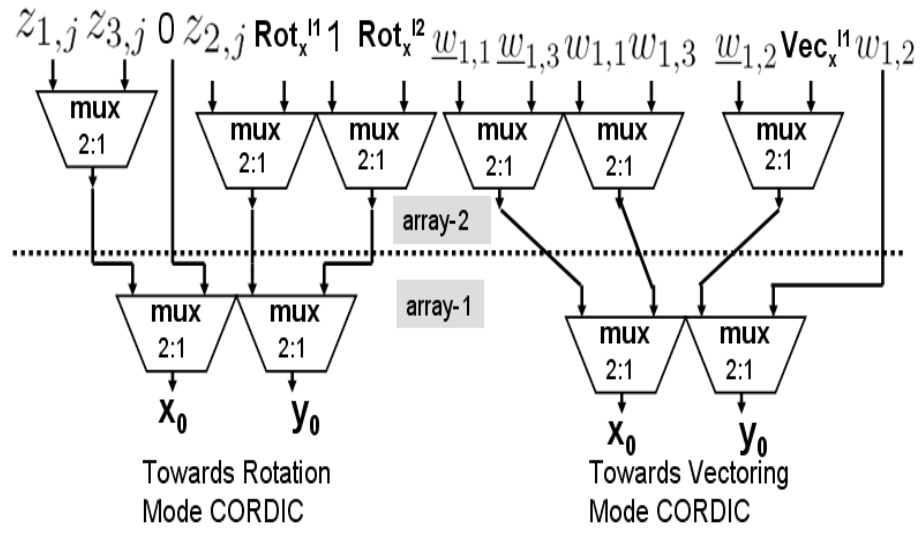 z1,j z3,j 0 z2,j Rotx^l1 1 Rotx^l2 w1,1 w1,3 w1,1 w1,3 w1,2 Vecx^l1 w1,2
mux mux mux mux mux mux
2:1 2:1 2:1 2:1 2:1 2:1
array-2
array-1
mux mux mux mux
2:1 2:1 2:1 2:1
x0 y0 x0 y0
Towards Rotation Towards Vectoring
Mode CORDIC Mode CORDIC